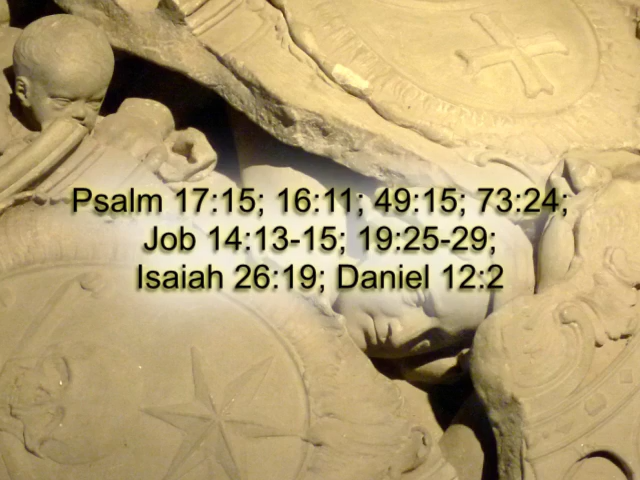 Psalm 17:15; 16:11; 49:15; 73:24;
Job 14:13-15; 19:25-29;
Isaiah 26:19; Daniel 12:2